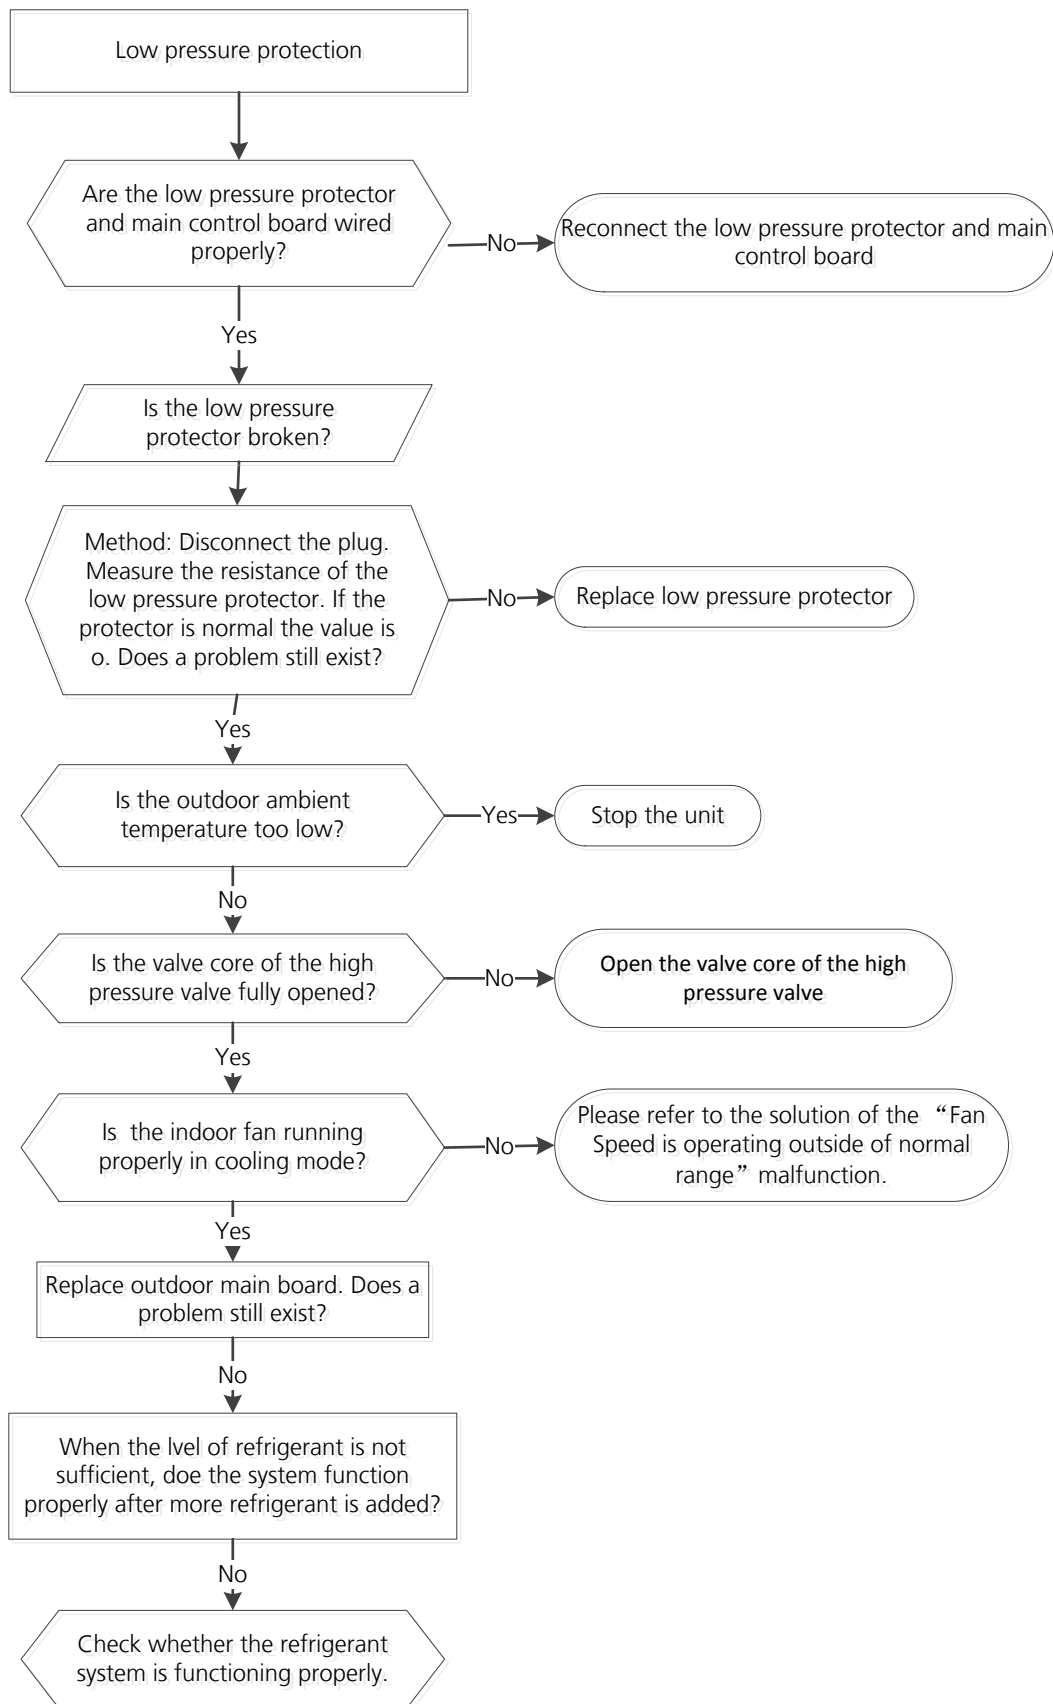 Low pressure protection
Are the low pressure protector
and main control board wired
properly?
No
Reconnect the low pressure protector and main
control board
Yes
Is the low pressure
protector broken?
Method: Disconnect the plug.
Measure the resistance of the
low pressure protector. If the
protector is normal the value is
o. Does a problem still exist?
No
Replace low pressure protector
Yes
Is the outdoor ambient
temperature too low?
Yes
Stop the unit
No
Is the valve core of the high
pressure valve fully opened?
No
Open the valve core of the high
pressure valve
Yes
Is the indoor fan running
properly in cooling mode?
No
Please refer to the solution of the “Fan
Speed is operating outside of normal
range” malfunction.
Yes
Replace outdoor main board. Does a
problem still exist?
No
When the lvel of refrigerant is not
sufficient, doe the system function
properly after more refrigerant is added?
No
Check whether the refrigerant
system is functioning properly.